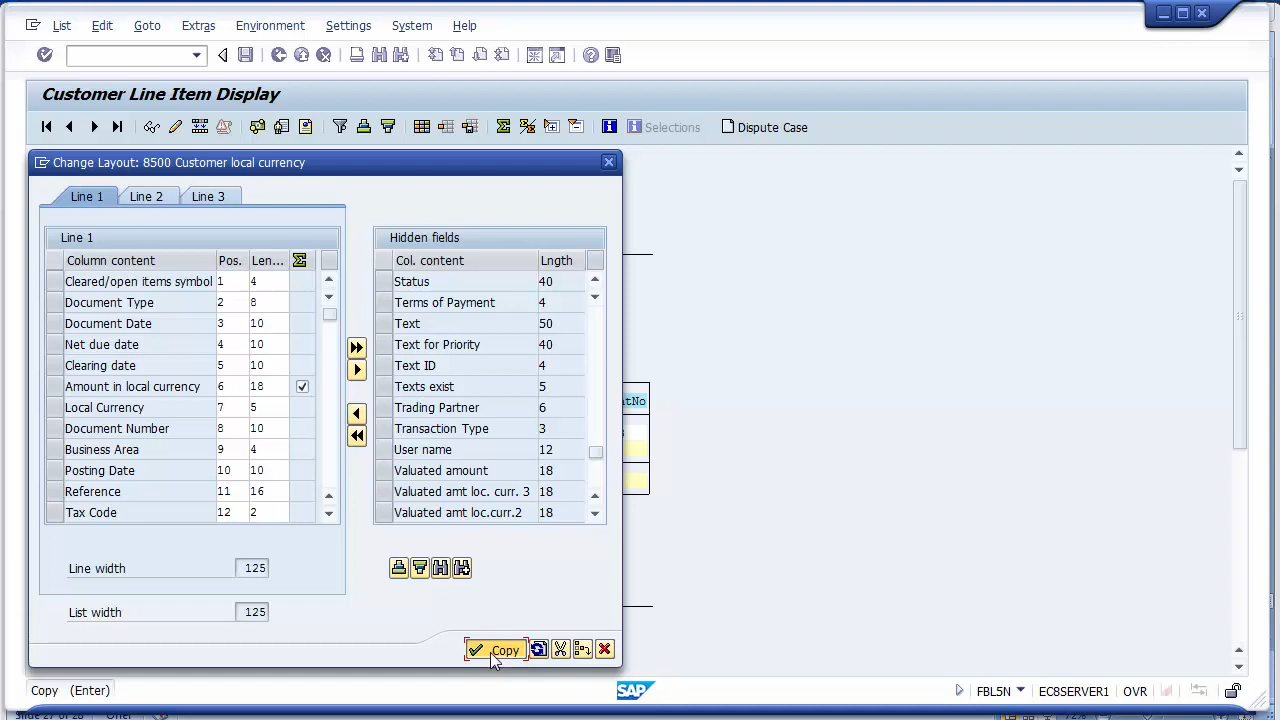 List Edit Goto Extras Environment Settings System Help
Customer Line Item Display
Selections Dispute Case
Change Layout: 8500 Customer local currency
Line 1 Line 2 Line 3
Line 1
Column content Pos. Len...
Cleared/open items symbol 1 4
Document Type 2 8
Document Date 3 10
Net due date 4 10
Clearing date 5 10
Amount in local currency 6 18
Local Currency 7 5
Document Number 8 10
Business Area 9 4
Posting Date 10 10
Reference 11 16
Tax Code 12 2
Line width 125
List width 125
Hidden fields
Col. content Lngth
Status 40
Terms of Payment 4
Text 50
Text for Priority 40
Text ID 4
Texts exist 5
Trading Partner 6
Transaction Type 3
User name 12
Valuated amount 18
Valuated amt loc. curr. 3 18
Valuated amt loc.curr.2 18
tNo
Copy
Copy (Enter)
SAP
FBL5N ECSSERVER1 OVR